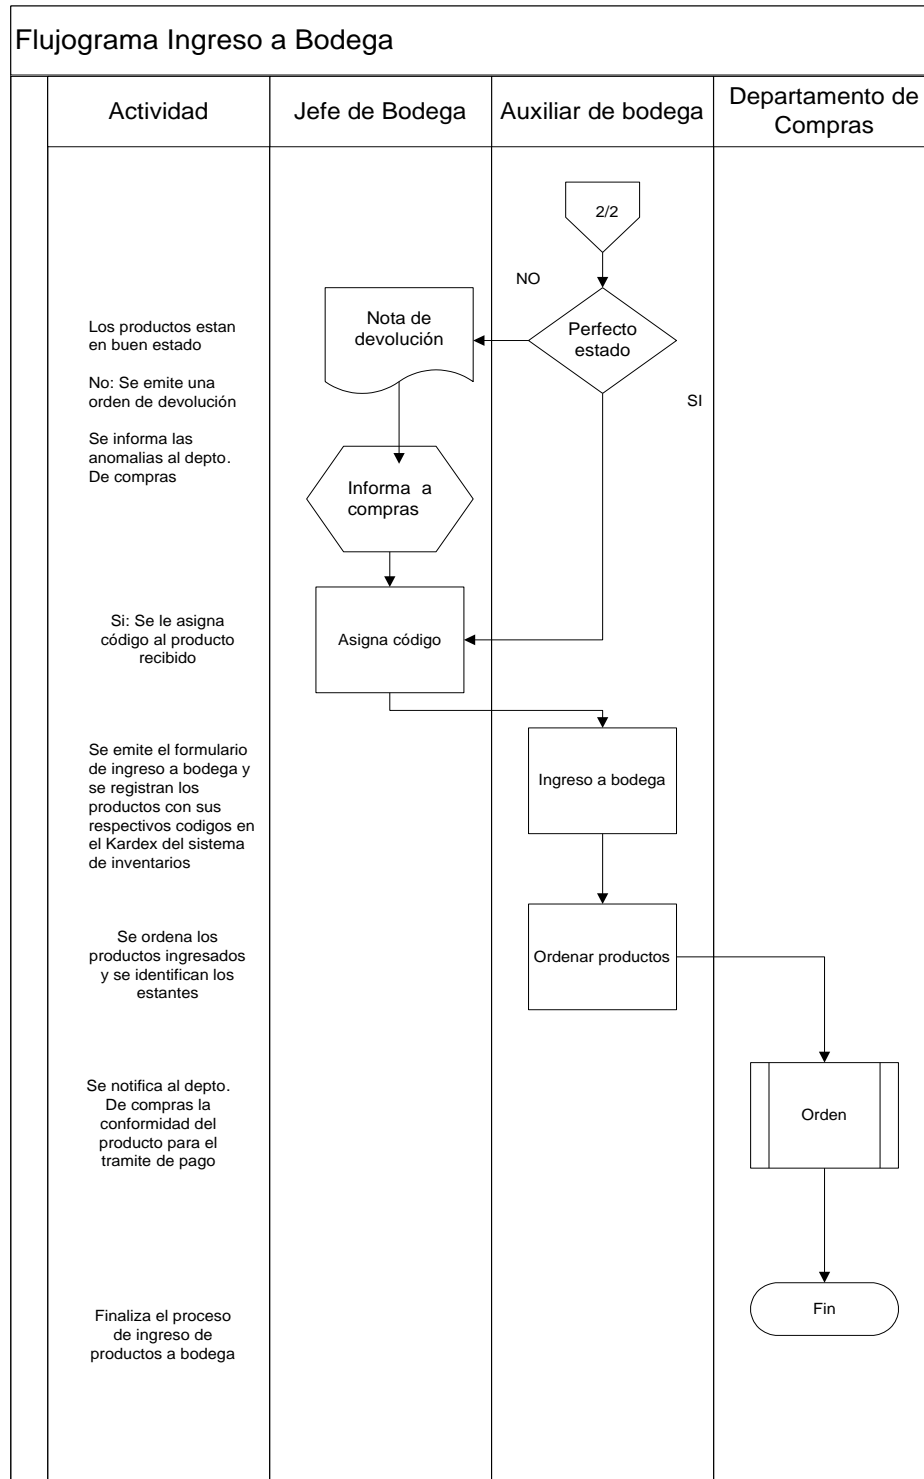 Flujograma Ingreso a Bodega
Actividad
Jefe de Bodega
Auxiliar de bodega
Departamento de
Compras
2/2
NO
Perfecto
estado
SI
Nota de
devolución
Los productos estan
en buen estado
No: Se emite una
orden de devolución
Se informa las
anomalias al depto.
De compras
Informa a
compras
Si: Se le asigna
código al producto
recibido
Asigna código
Se emite el formulario
de ingreso a bodega y
se registran los
productos con sus
respectivos codigos en
el Kardex del sistema
de inventarios
Ingreso a bodega
Se ordena los
productos ingresados
y se identifican los
estantes
Ordenar productos
Se notifica al depto.
De compras la
conformidad del
producto para el
tramite de pago
Orden
Finaliza el proceso
de ingreso de
productos a bodega
Fin